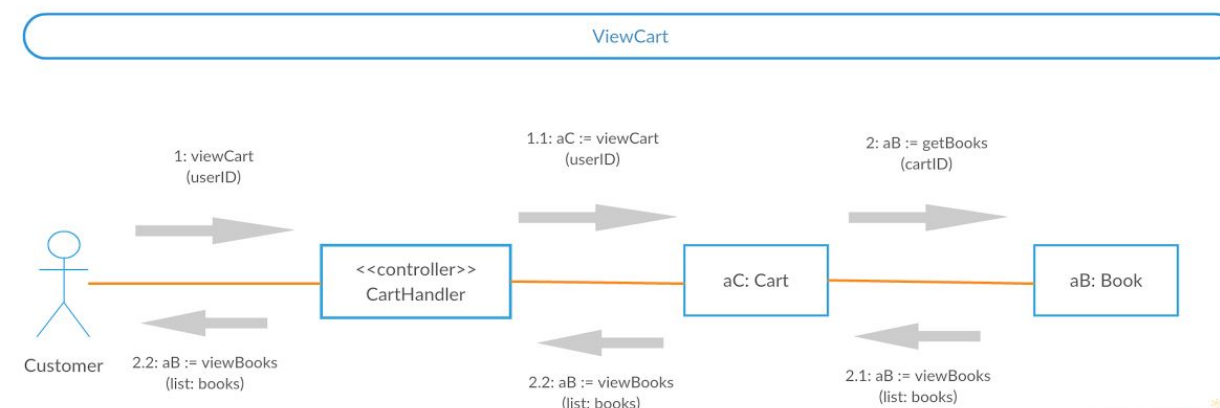 ViewCart
1: viewCart
(userID)
1.1: aC := viewCart
(userID)
2: aB := getBooks
(cartID)
<<controller>>
CartHandler
aC: Cart
aB: Book
Customer
2.2: aB := viewBooks
(list: books)
2.2: aB := viewBooks
(list: books)
2.1: aB := viewBooks
(list: books)